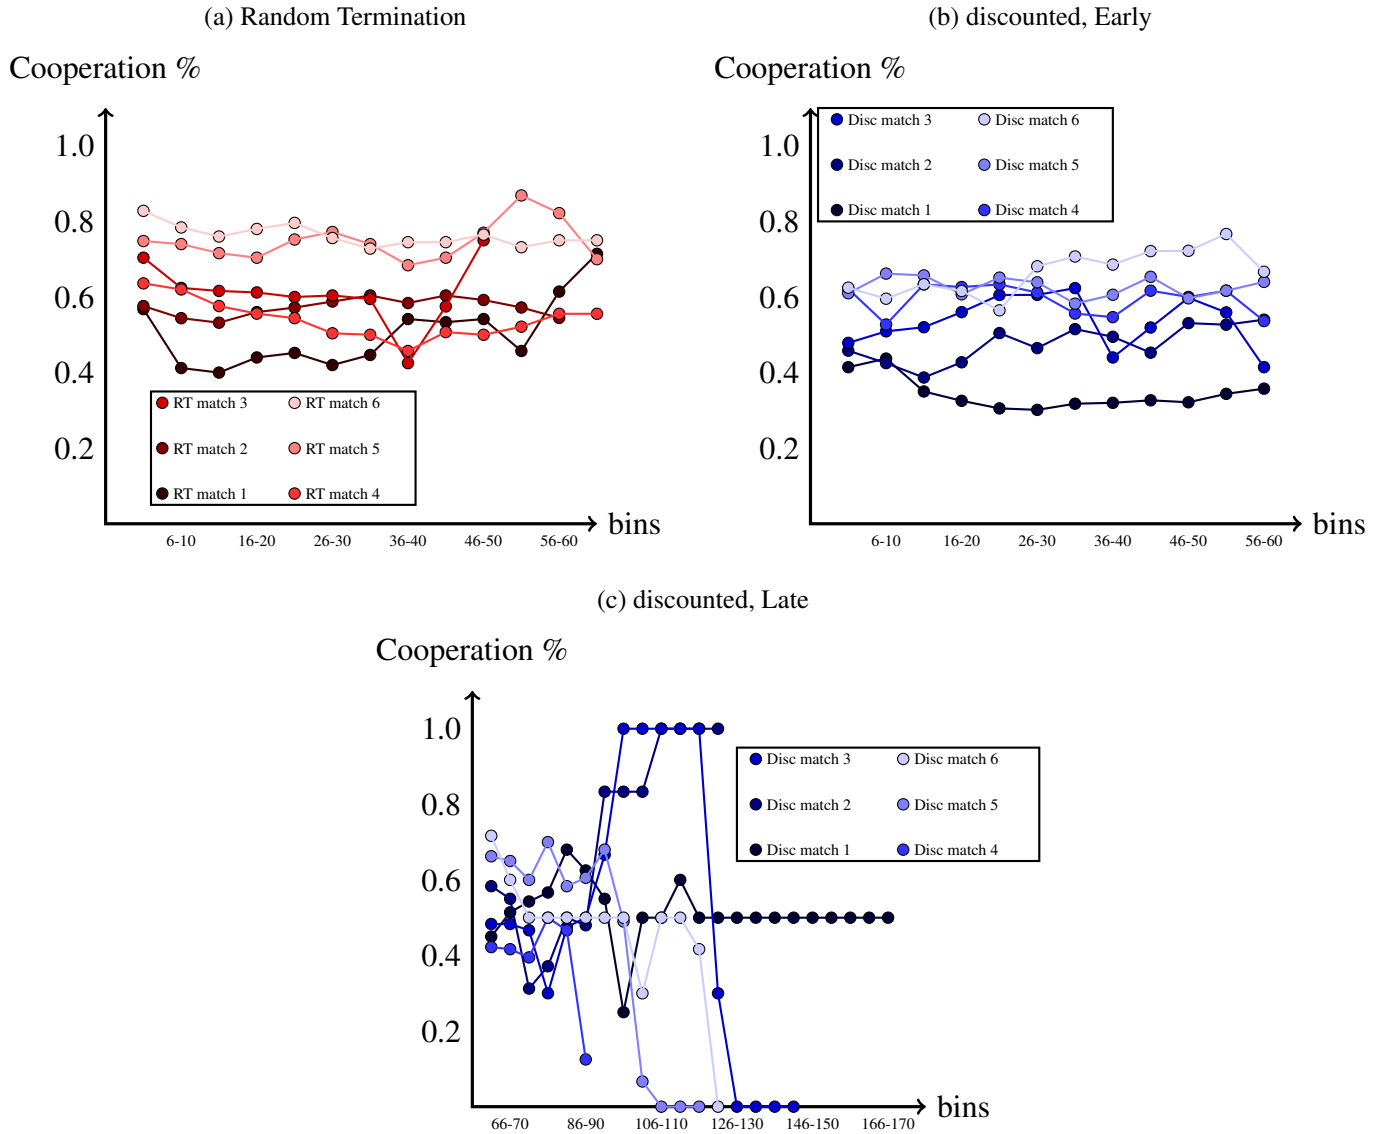 (a) Random Termination
Cooperation %
1.0
0.8
0.6
0.4
0.2
RT match 3 RT match 6
RT match 2 RT match 5
RT match 1 RT match 4
bins
6-10 16-20 26-30 36-40 46-50 56-60
(b) discounted, Early
Cooperation %
Disc match 3 Disc match 6
Disc match 2 Disc match 5
Disc match 1 Disc match 4
1.0
0.8
0.6
0.4
0.2
bins
6-10 16-20 26-30 36-40 46-50 56-60
(c) discounted, Late
Cooperation %
1.0
0.8
0.6
0.4
0.2
Disc match 3 Disc match 6
Disc match 2 Disc match 5
Disc match 1 Disc match 4
bins
66-70 86-90 106-110 126-130 146-150 166-170